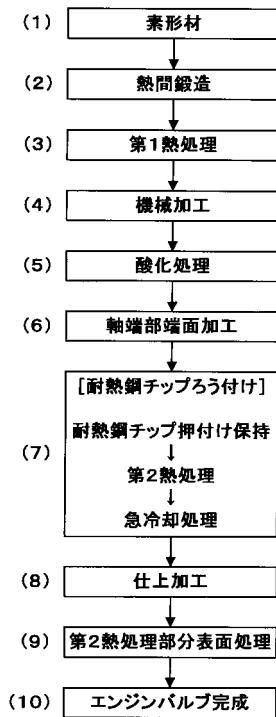 (1) 素形材
(2) 熱間鍛造
(3) 第1熱処理
(4) 機械加工
(5) 酸化処理
(6) 軸端部端面加工
[耐熱鋼チップろう付け]
耐熱鋼チップ押付け保持
↓
(7) 第2熱処理
↓
急冷却処理
(8) 仕上加工
(9) 第2熱処理部分表面処理
(10) エンジンバルブ完成